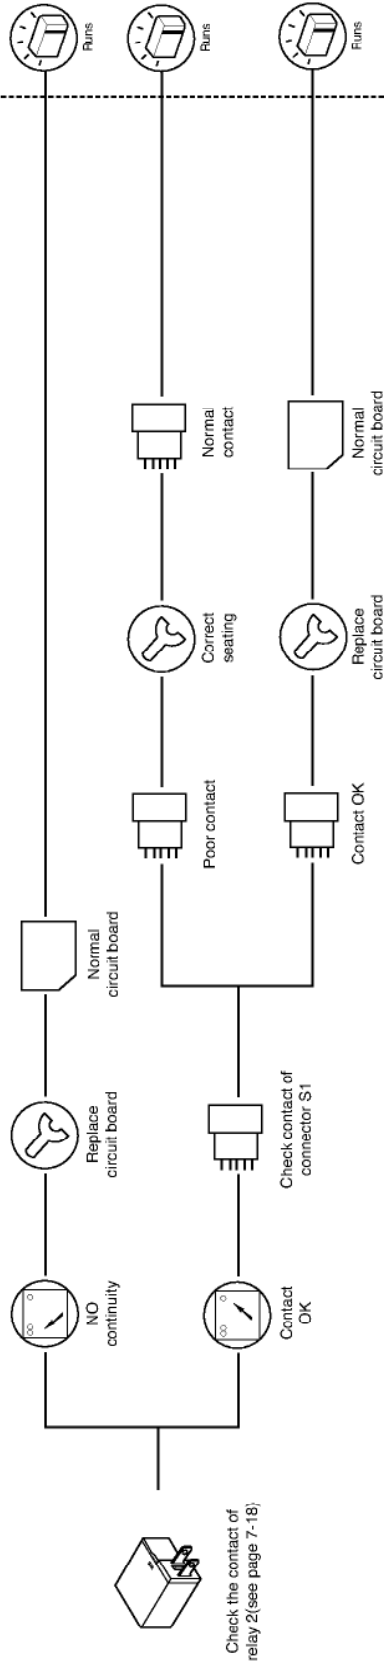 Check the contact of
relay 2(see page 7-18)
NO
continuity
Replace
circuit board
Normal
circuit board
Runs
Contact
OK
Check contact of
connector S1
Poor contact
Correct
seating
Normal
contact
Runs
Contact OK
Replace
circuit board
Normal
circuit board
Runs